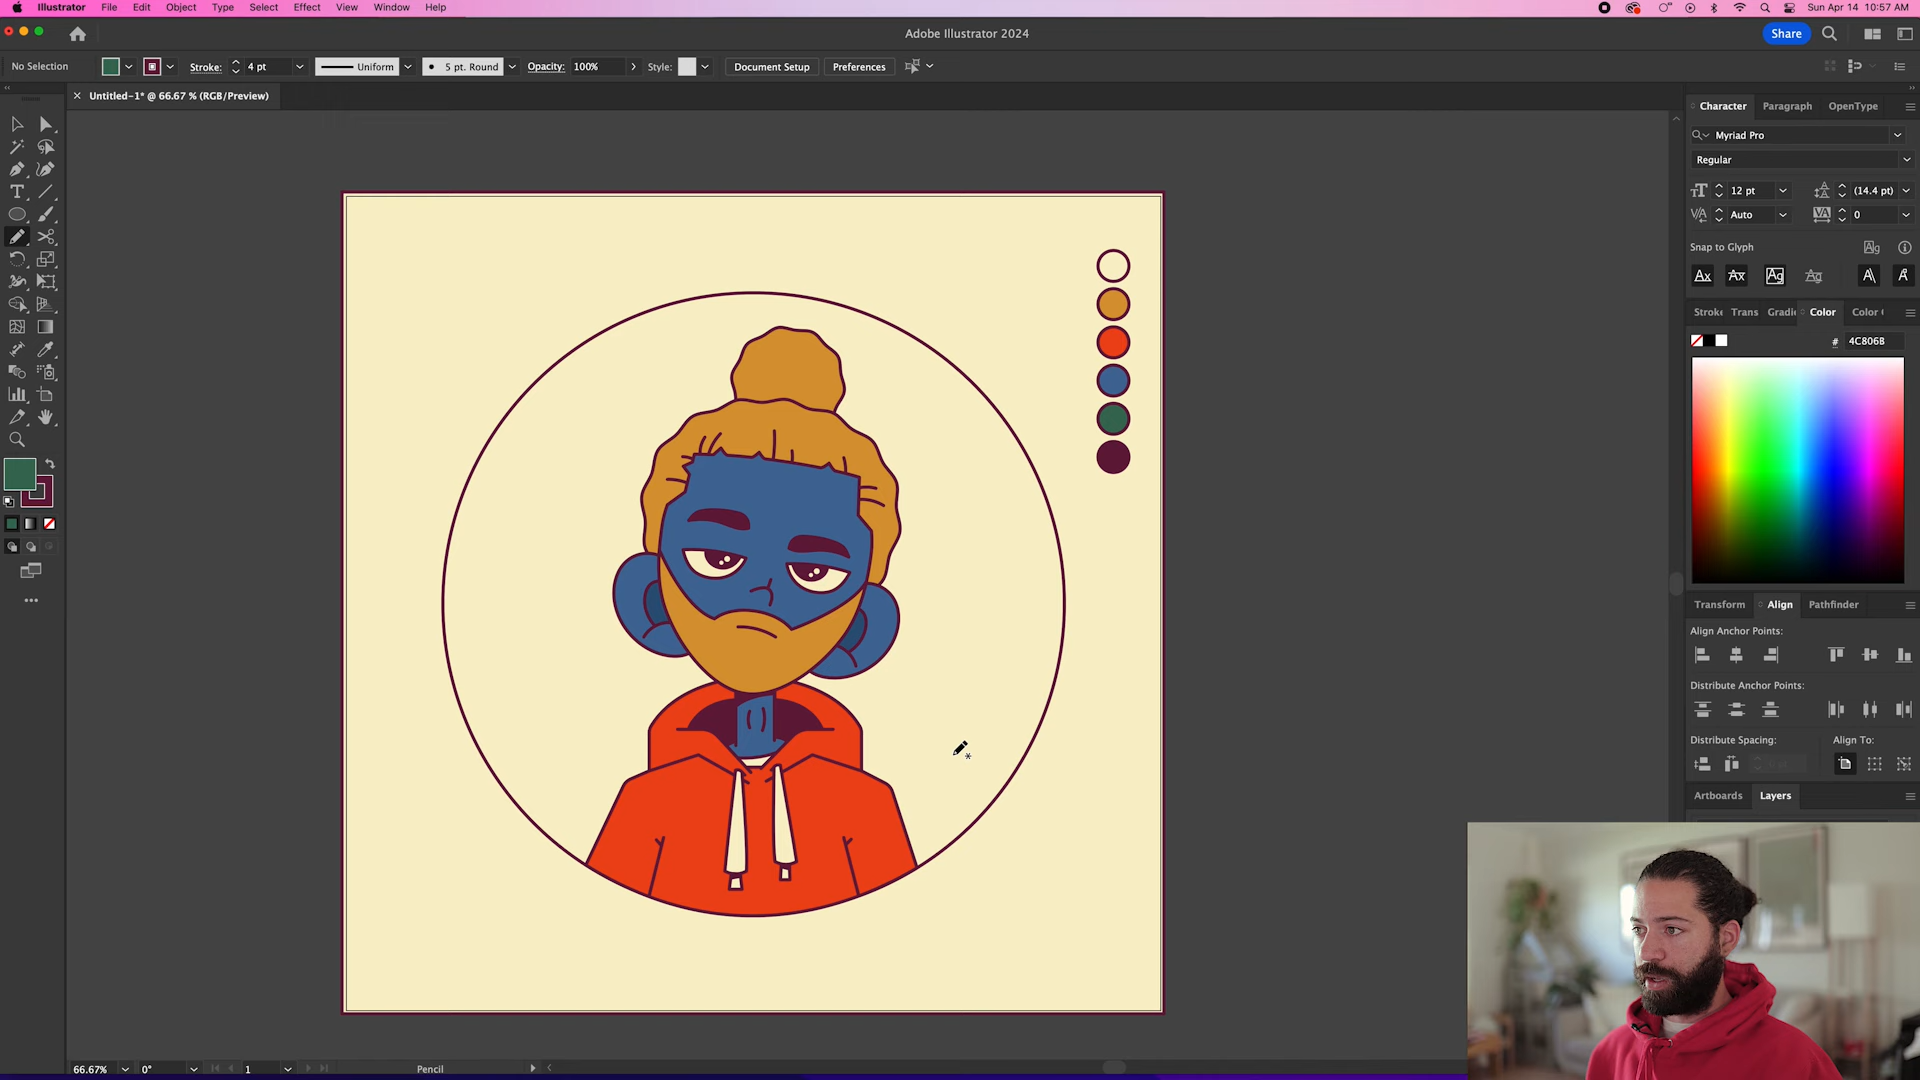 Illustrator File Edit Object Type Select Effect View Window Help
Sun Apr 14 10:57 AM
Adobe Illustrator 2024
Share
No Selection
Stroke: 4 pt
Uniform
5 pt. Round
Opacity: 100%
Style:
Document Setup
Preferences
Untitled-1* @ 66.67 % (RGB/Preview)
Character Paragraph OpenType
Myriad Pro
Regular
12 pt (14.4 pt)
Auto 0
Snap to Glyph
Stroke Trans Gradie Color Color
# 4C806B
Transform Align Pathfinder
Align Anchor Points:
Distribute Anchor Points:
Distribute Spacing: Align To:
Artboards Layers
66.67% 0° 1 Pencil